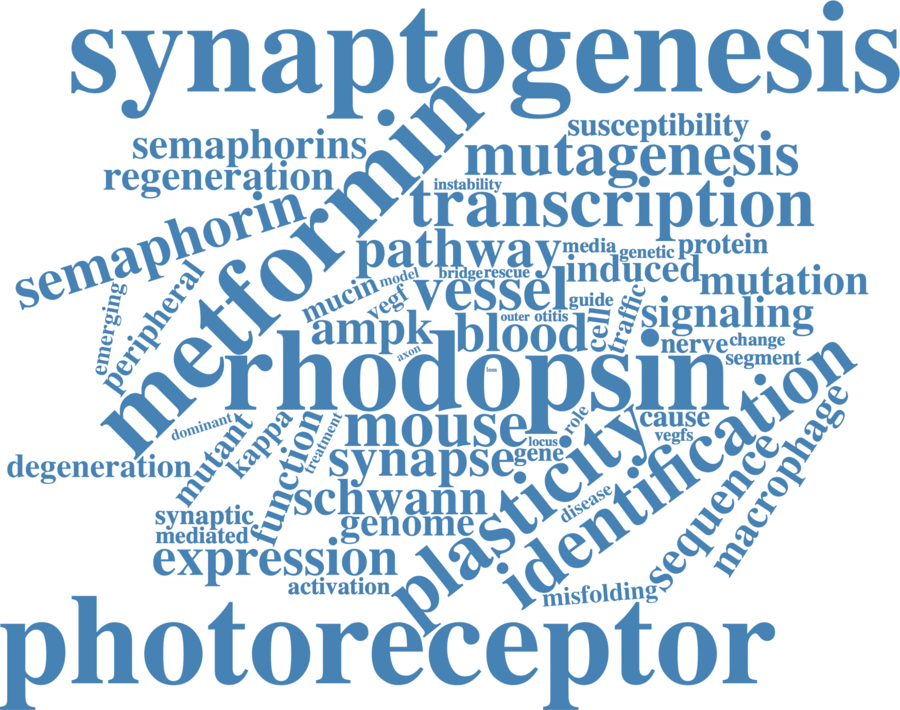 synaptogenesis
metformin
susceptibility
semaphorins
mutagenesis
regeneration
instability
transcription
semaphorin
pathway
media
genetic
protein
peripheral
emerging
mucin
model
bridge
rescue
induced
mutation
vegf
vessel
guide
traffic
signaling
ampk
blood
outer
otitis
cell
nerve
change
axon
segment
rhodopsin
loss
identification
dominant
mutant
kappa
function
treatment
mouse
locus
role
cause
vegfs
macrophage
degeneration
synapse
gene
plasticity
sequence
schwann
disease
synaptic
genome
mediated
expression
activation
misfolding
photoreceptor